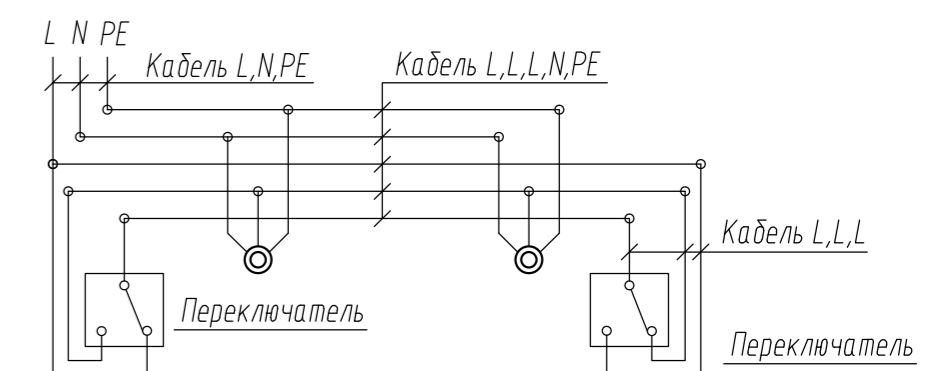 L N PE
Кабель L,N,PE
Кабель L,L,L,N,PE
Кабель L,L,L
Переключатель
Переключатель